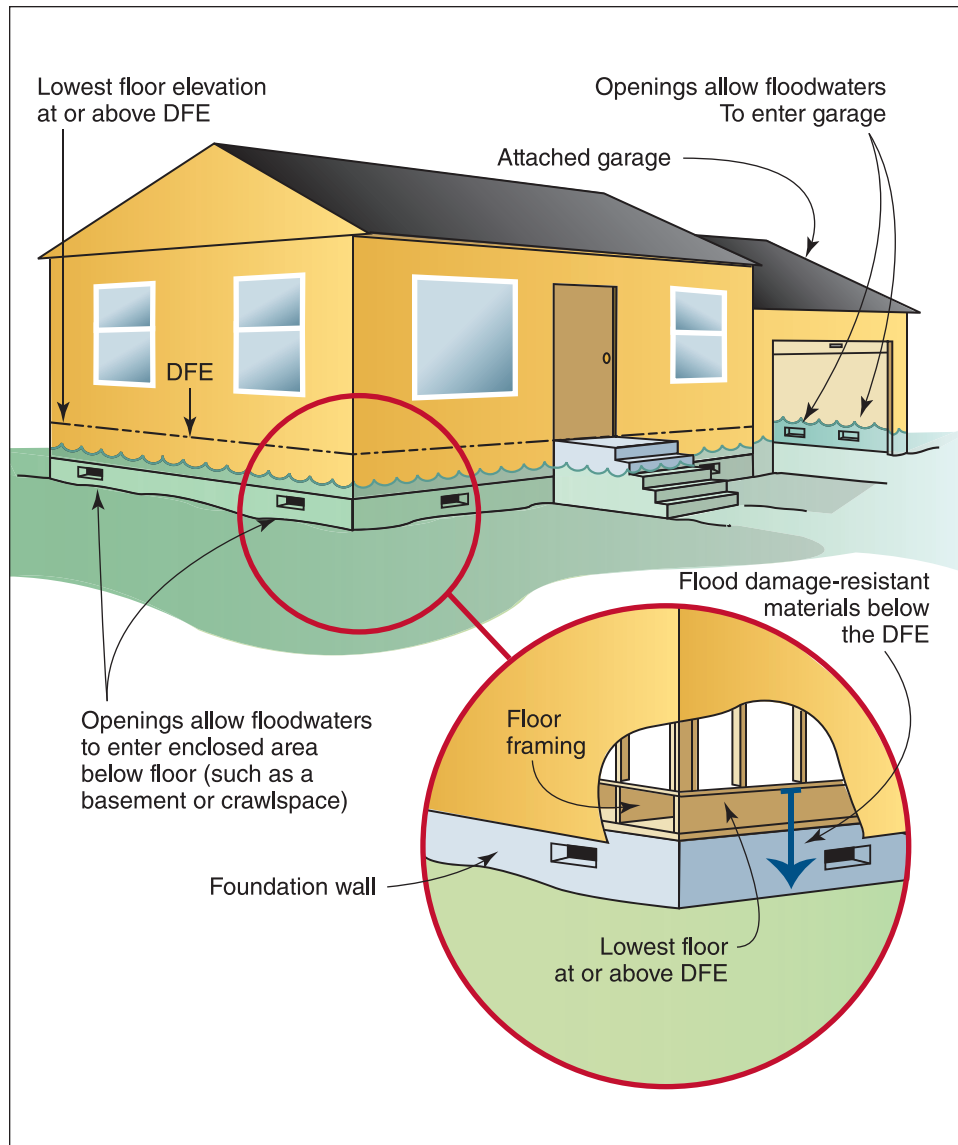 Lowest floor elevation
at or above DFE
Openings allow floodwaters
To enter garage
Attached garage
DFE
Flood damage-resistant
materials below
the DFE
Openings allow floodwaters
to enter enclosed area
below floor (such as a
basement or crawlspace)
Floor
framing
Foundation wall
Lowest floor
at or above DFE